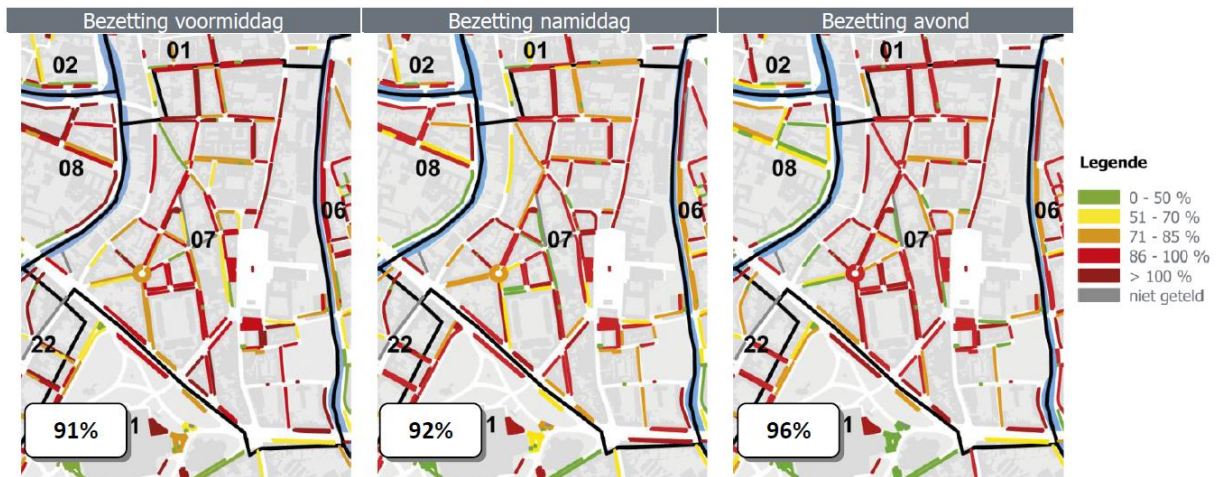 Bezetting voormiddag
Bezetting namiddag
Bezetting avond
01
02
08
06
07
22
91%
01
02
08
06
07
22
92%
1
01
02
08
06
07
22
96%
1
Legende
0 - 50 %
51 - 70 %
71 - 85 %
86 - 100 %
> 100 %
niet geteld